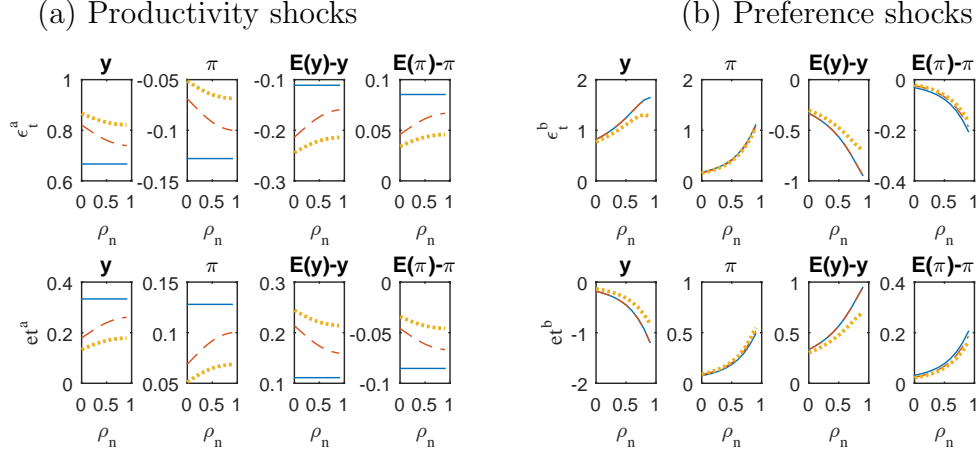 (a) Productivity shocks
(b) Preference shocks
y π E(y)-y E(π)-π
ϵ_t^a
1 0.8 0.6
-0.05 -0.1 -0.15
-0.1 -0.2 -0.3
0.1 0.05 0
0 0.5 1 0 0.5 1 0 0.5 1 0 0.5 1
ρ_n ρ_n ρ_n ρ_n
y π E(y)-y E(π)-π
et^a
0.4 0.2 0
0.15 0.1 0.05
0.3 0.2 0.1
0 -0.05 -0.1
0 0.5 1 0 0.5 1 0 0.5 1 0 0.5 1
ρ_n ρ_n ρ_n ρ_n
y π E(y)-y E(π)-π
ϵ_t^b
2 1 0
2 1 0
0 -0.5 -1
0 -0.2 -0.4
0 0.5 1 0 0.5 1 0 0.5 1 0 0.5 1
ρ_n ρ_n ρ_n ρ_n
y π E(y)-y E(π)-π
et^b
0 -1 -2
1 0.5 0
1 0.5 0
0.4 0.2 0
0 0.5 1 0 0.5 1 0 0.5 1 0 0.5 1
ρ_n ρ_n ρ_n ρ_n